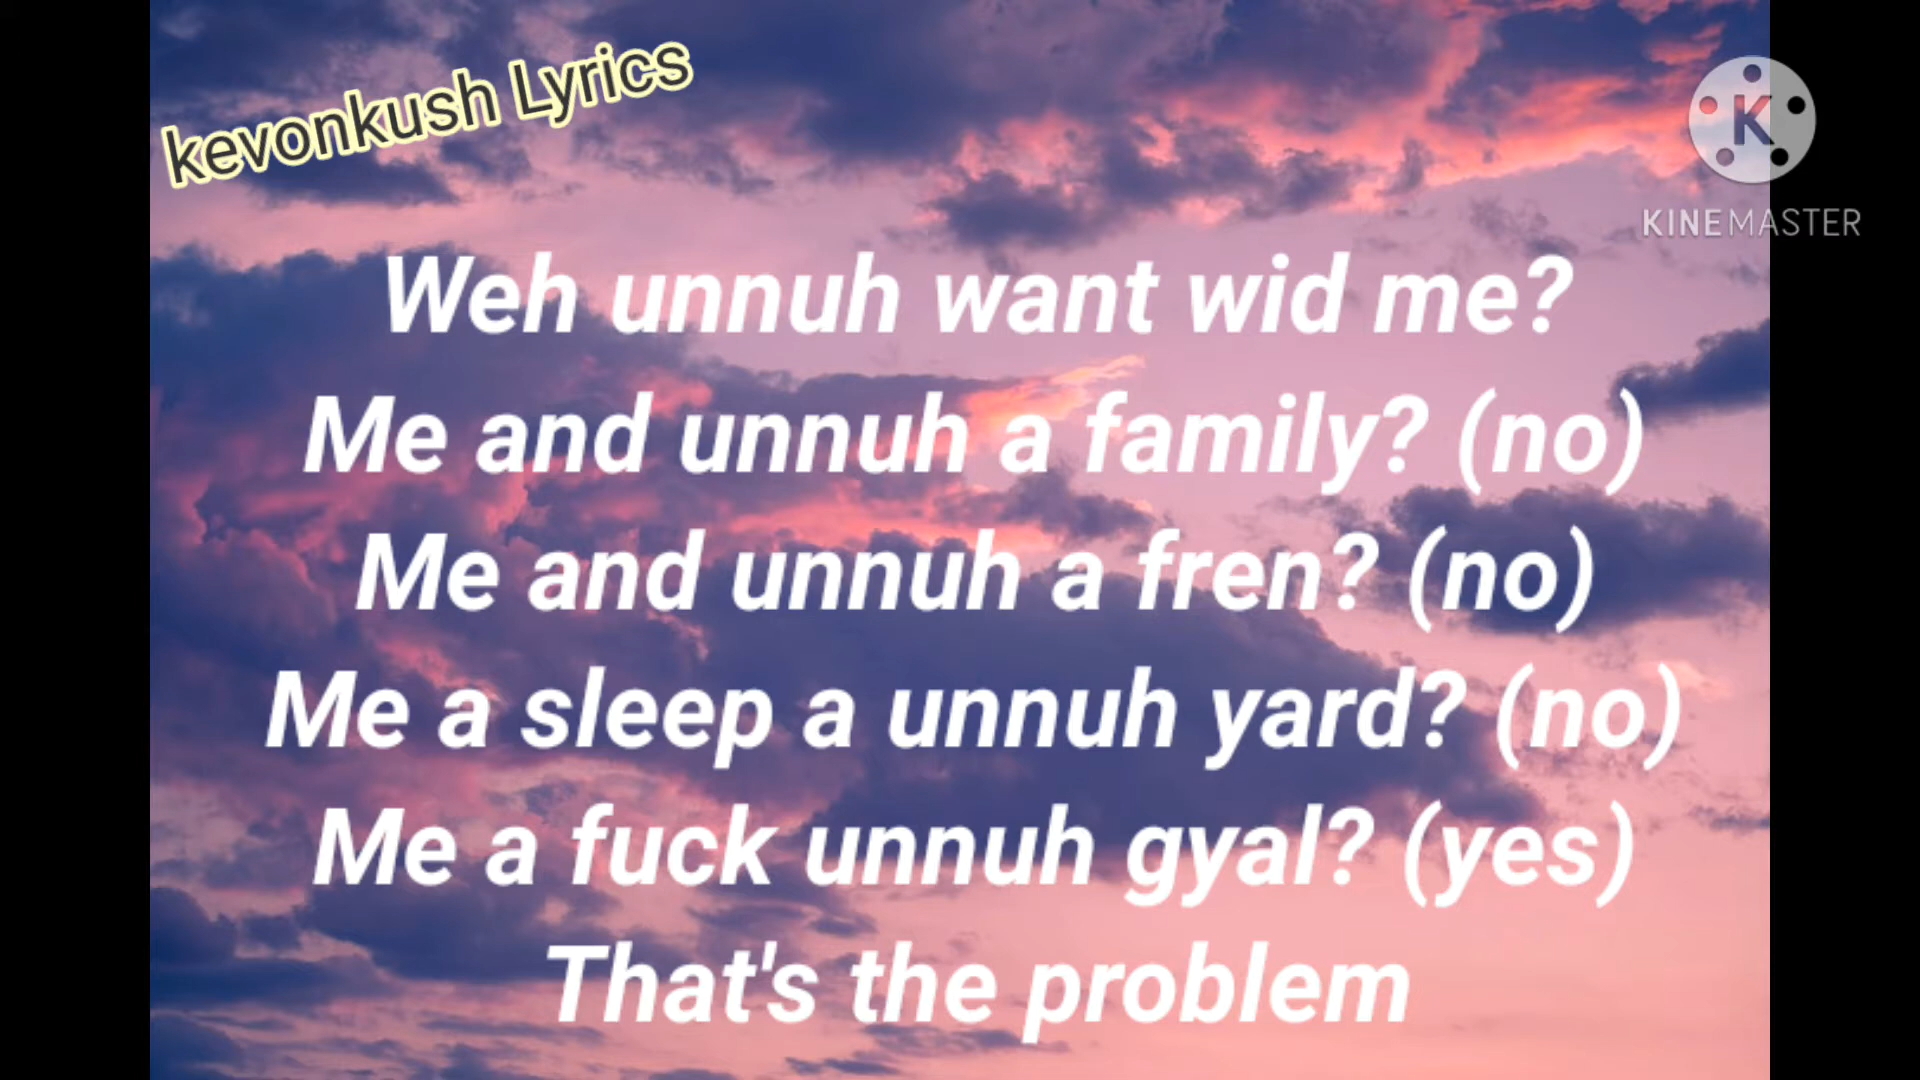 kevonkush Lyrics
K
KINEMASTER
Weh unnuh want wid me?
Me and unnuh a family? (no)
Me and unnuh a fren? (no)
Me a sleep a unnuh yard? (no)
Me a fuck unnuh gyal? (yes)
That's the problem